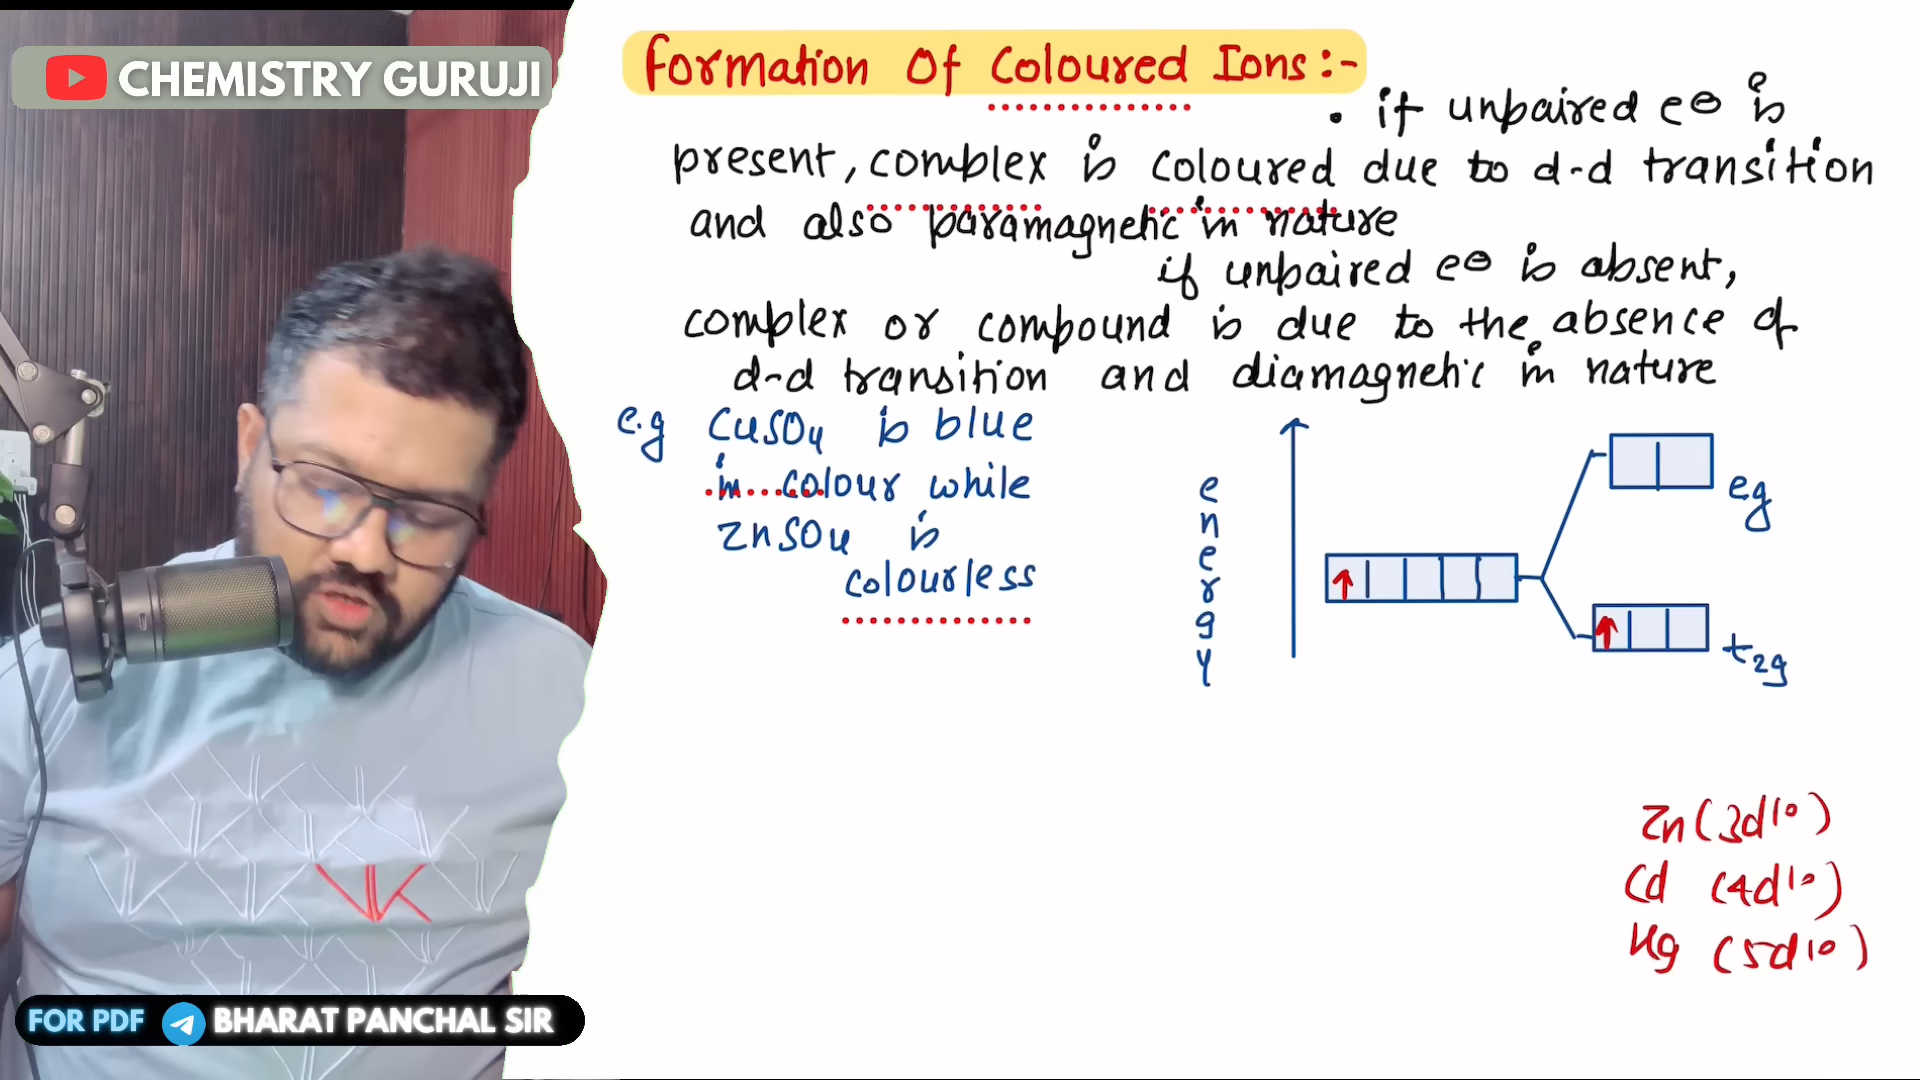 CHEMISTRY GURUJI
Formation Of Coloured Ions:-
. if unpaired e⊖ is
present, complex is coloured due to d-d transition
and also paramagnetic in nature
if unpaired e⊖ is absent,
complex or compound is due to the absence of
d-d transition and diamagnetic in nature
e.g CuSO4 is blue
in colour while
ZnSO4 is
colourless
energy
eg
t2g
Zn (3d10)
Cd (4d10)
Hg (5d10)
VK
FOR PDF BHARAT PANCHAL SIR